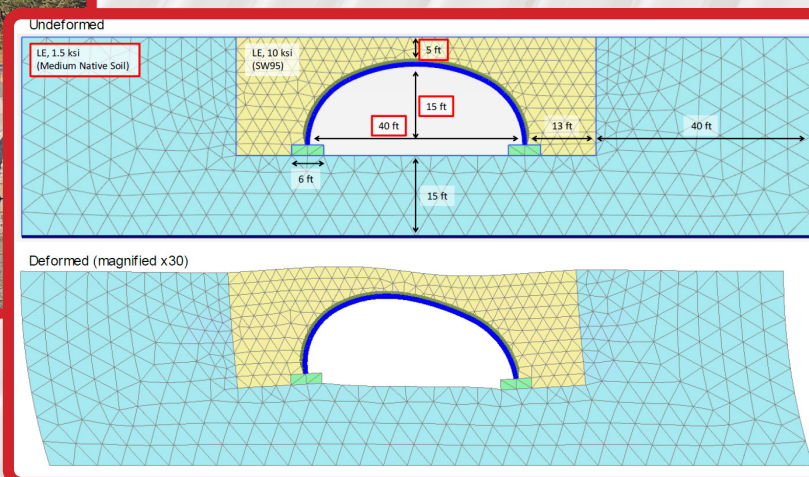 Undeformed
LE, 1.5 ksi
(Medium Native Soil)
LE, 10 ksi
(SW95)
5 ft
15 ft
40 ft
13 ft
40 ft
6 ft
15 ft
Deformed (magnified x30)